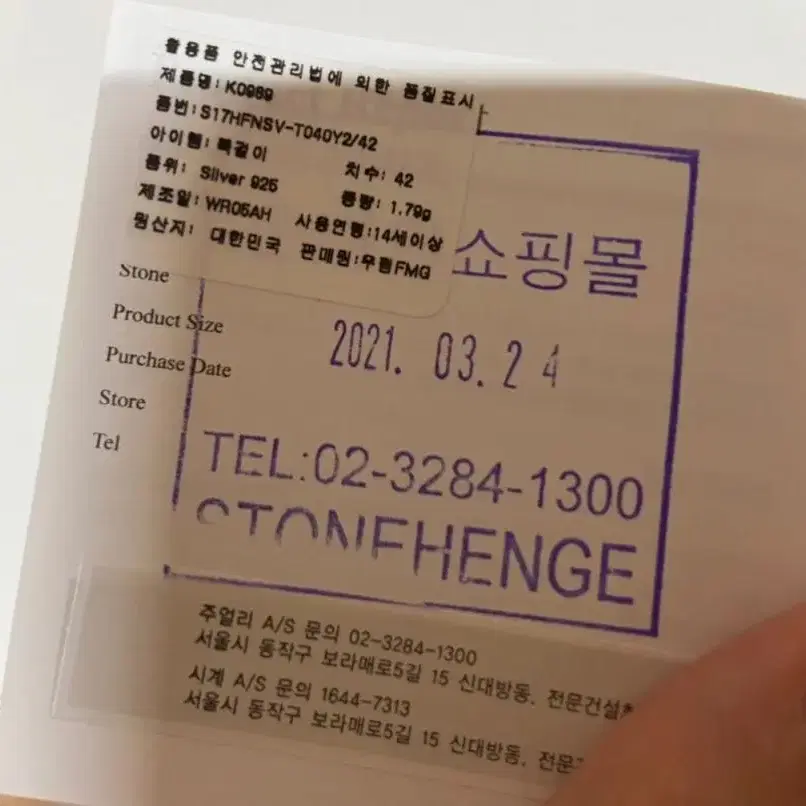 활용품 안전관리법에 의한 품질표시
제품명: K0989
품번: S17HFNSV-T040Y2/42
아이템: 목걸이 치수: 42
품위: Silver 925 중량: 1.79g
제조일: WR05AH 사용연령:14세이상
원산지: 대한민국 판매원:우림FMG
쇼핑몰
Stone
Product Size
2021. 03. 24
Purchase Date
Store
Tel
TEL:02-3284-1300
STONEHENGE
주얼리 A/S 문의 02-3284-1300
서울시 동작구 보라매로5길 15 신대방동, 전문건설
시계 A/S 문의 1644-7313
서울시 동작구 보라매로5길 15 신대방동, 전문